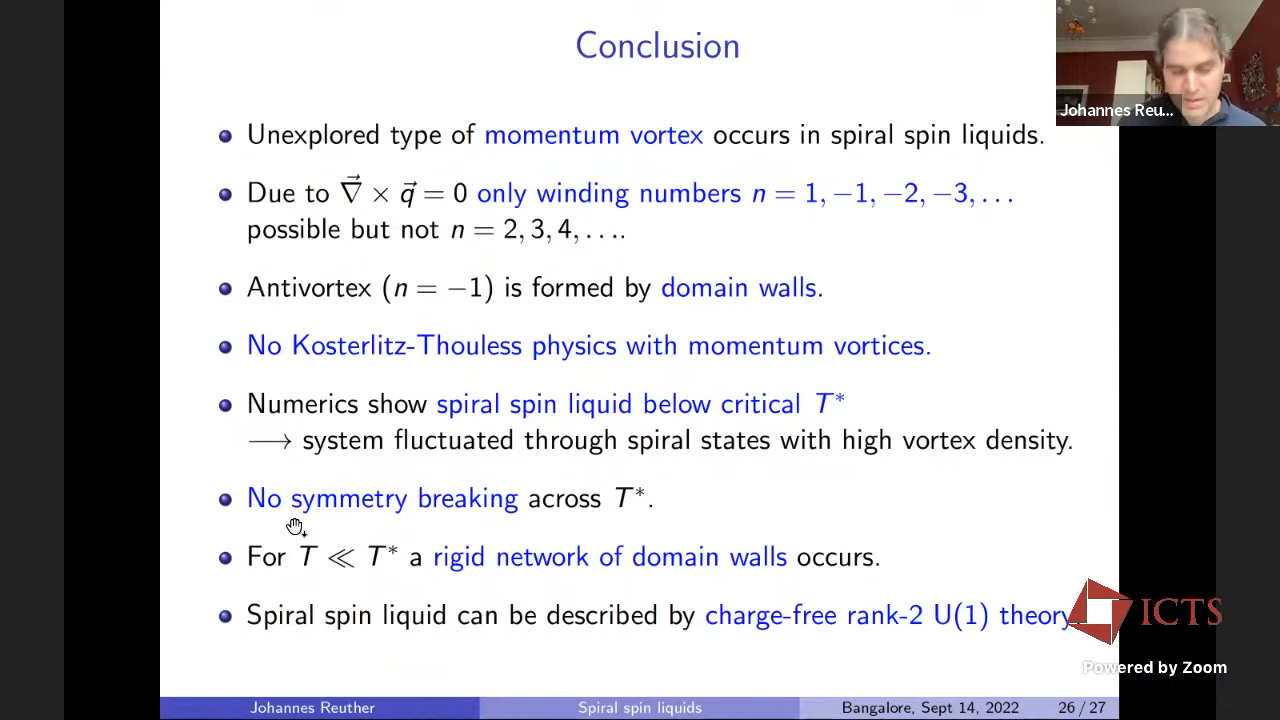 Conclusion
Johannes Reu...
Unexplored type of momentum vortex occurs in spiral spin liquids.
Due to ∇⃗ × q⃗ = 0 only winding numbers n = 1, −1, −2, −3, . . .
possible but not n = 2, 3, 4, . . ..
Antivortex (n = −1) is formed by domain walls.
No Kosterlitz-Thouless physics with momentum vortices.
Numerics show spiral spin liquid below critical T*
⟶ system fluctuated through spiral states with high vortex density.
No symmetry breaking across T*.
For T ≪ T* a rigid network of domain walls occurs.
Spiral spin liquid can be described by charge-free rank-2 U(1) theory
ICTS
Powered by Zoom
Johannes Reuther Spiral spin liquids Bangalore, Sept 14, 2022 26 / 27